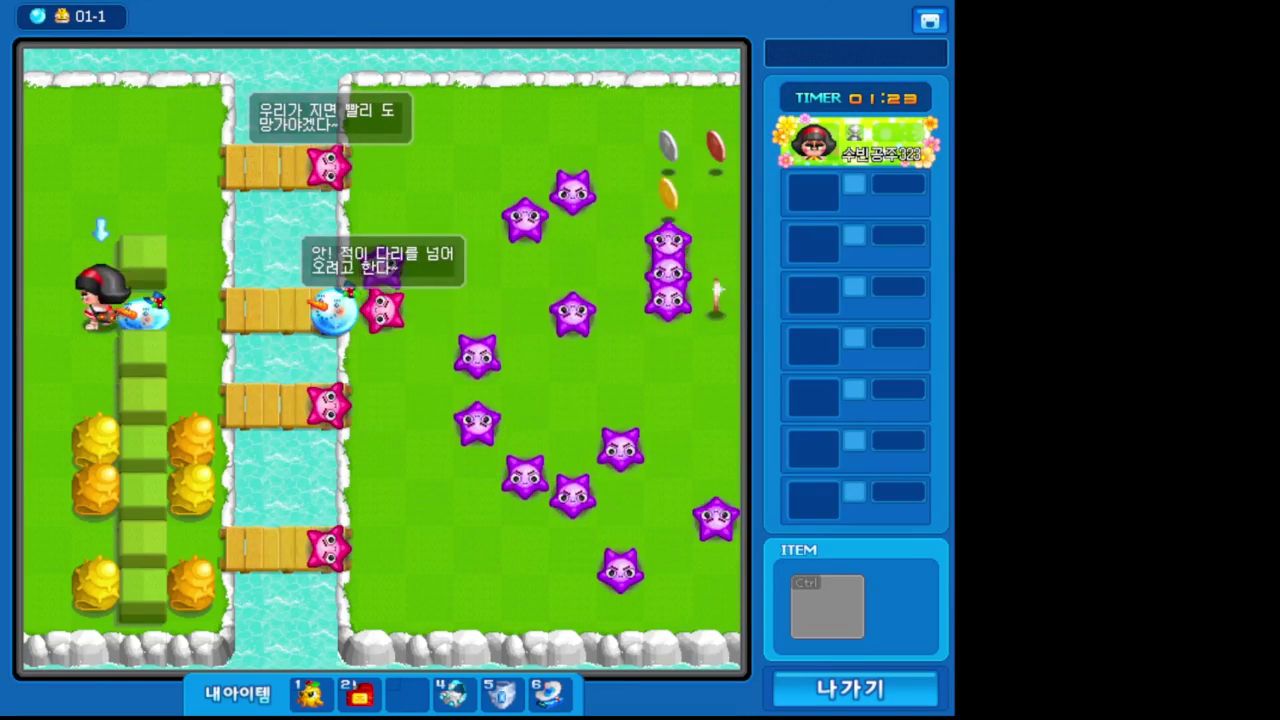 01-1
우리가 지면 빨리 도
망가야겠다~
앗! 적이 다리를 넘어
오려고 한다~
TIMER 01:23
수빈공주023
ITEM
Ctrl
내아이템
1
2
4
5
6
나가기